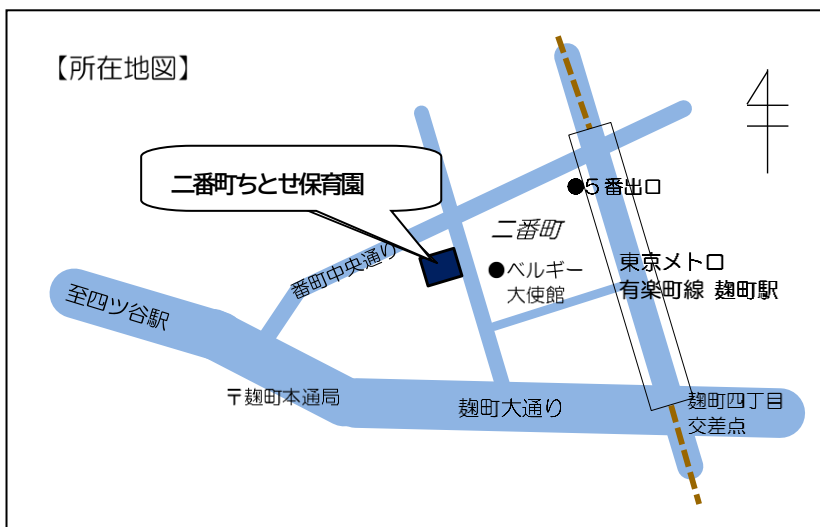 【所在地図】
二番町ちとせ保育園
●5番出口
二番町
番町中央通り
●ベルギー
大使館
東京メトロ
有楽町線 麹町駅
至四ツ谷駅
〒麹町本通局
麹町大通り
麹町四丁目
交差点